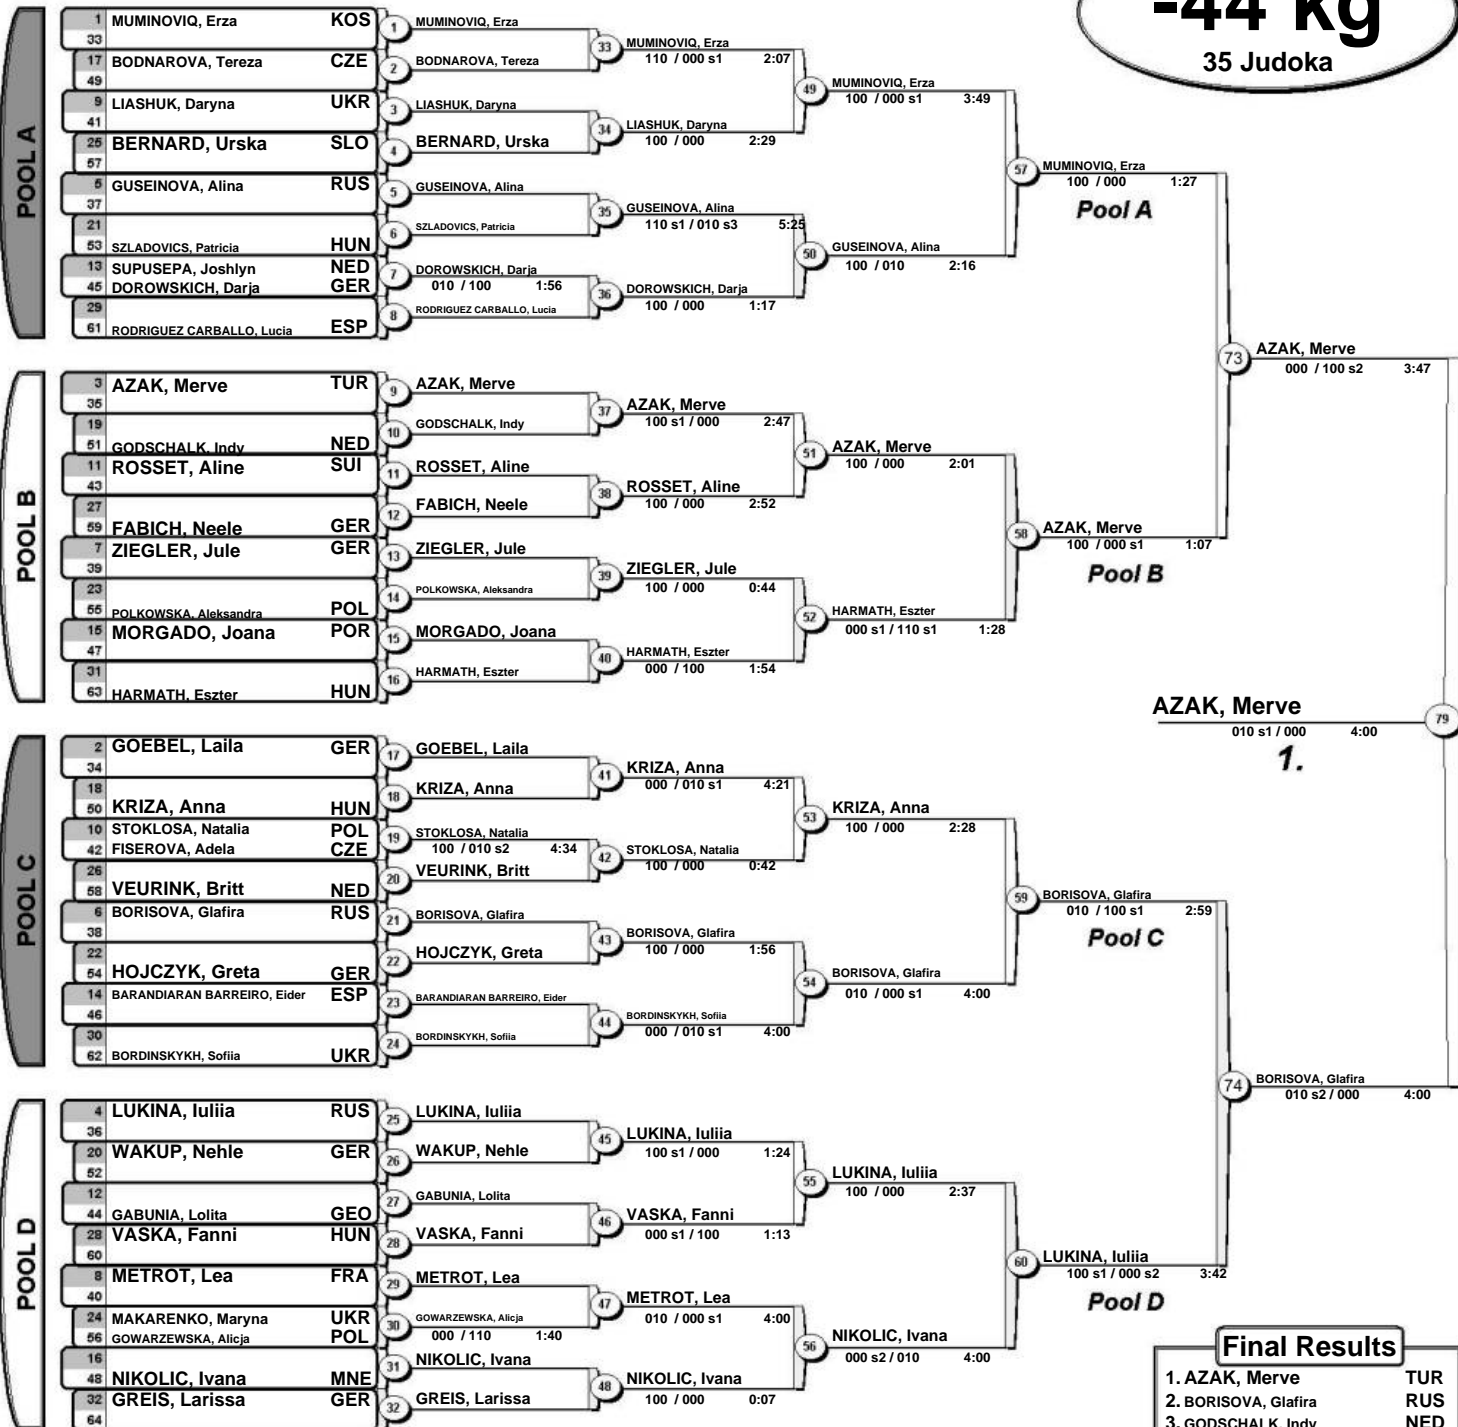 -44 kg
35 Judoka
POOL A
1 MUMINOVIQ, Erza KOS
33
17 BODNAROVA, Tereza CZE
49
9 LIASHUK, Daryna UKR
41
25 BERNARD, Urska SLO
57
5 GUSEINOVA, Alina RUS
37
21
53 SZLADOVICS, Patricia HUN
13 SUPUSEPA, Joshlyn NED
45 DOROWSKICH, Darja GER
29
61 RODRIGUEZ CARBALLO, Lucia ESP
1 MUMINOVIQ, Erza
2 BODNAROVA, Tereza
3 LIASHUK, Daryna
4 BERNARD, Urska
5 GUSEINOVA, Alina
6 SZLADOVICS, Patricia
7 DOROWSKICH, Darja
010 / 100 1:56
8 RODRIGUEZ CARBALLO, Lucia
33 MUMINOVIQ, Erza
110 / 000 s1 2:07
34 LIASHUK, Daryna
100 / 000 2:29
35 GUSEINOVA, Alina
110 s1 / 010 s3 5:25
36 DOROWSKICH, Darja
100 / 000 1:17
49 MUMINOVIQ, Erza
100 / 000 s1 3:49
50 GUSEINOVA, Alina
100 / 010 2:16
57 MUMINOVIQ, Erza
100 / 000 1:27
Pool A
POOL B
3 AZAK, Merve TUR
35
19
51 GODSCHALK, Indy NED
11 ROSSET, Aline SUI
43
27
59 FABICH, Neele GER
7 ZIEGLER, Jule GER
39
23
55 POLKOWSKA, Aleksandra POL
15 MORGADO, Joana POR
47
31
63 HARMATH, Eszter HUN
9 AZAK, Merve
10 GODSCHALK, Indy
11 ROSSET, Aline
12 FABICH, Neele
13 ZIEGLER, Jule
14 POLKOWSKA, Aleksandra
15 MORGADO, Joana
16 HARMATH, Eszter
37 AZAK, Merve
100 s1 / 000 2:47
38 ROSSET, Aline
100 / 000 2:52
39 ZIEGLER, Jule
100 / 000 0:44
40 HARMATH, Eszter
000 / 100 1:54
51 AZAK, Merve
100 / 000 2:01
52 HARMATH, Eszter
000 s1 / 110 s1 1:28
58 AZAK, Merve
100 / 000 s1 1:07
Pool B
73 AZAK, Merve
000 / 100 s2 3:47
AZAK, Merve 79
010 s1 / 000 4:00
1.
POOL C
2 GOEBEL, Laila GER
34
18
50 KRIZA, Anna HUN
10 STOKLOSA, Natalia POL
42 FISEROVA, Adela CZE
26
58 VEURINK, Britt NED
6 BORISOVA, Glafira RUS
38
22
54 HOJCZYK, Greta GER
14 BARANDIARAN BARREIRO, Eider ESP
46
30
62 BORDINSKYKH, Sofiia UKR
17 GOEBEL, Laila
18 KRIZA, Anna
19 STOKLOSA, Natalia
100 / 010 s2 4:34
20 VEURINK, Britt
21 BORISOVA, Glafira
22 HOJCZYK, Greta
23 BARANDIARAN BARREIRO, Eider
24 BORDINSKYKH, Sofiia
41 KRIZA, Anna
000 / 010 s1 4:21
42 STOKLOSA, Natalia
100 / 000 0:42
43 BORISOVA, Glafira
100 / 000 1:56
44 BORDINSKYKH, Sofiia
000 / 010 s1 4:00
53 KRIZA, Anna
100 / 000 2:28
54 BORISOVA, Glafira
010 / 000 s1 4:00
59 BORISOVA, Glafira
010 / 100 s1 2:59
Pool C
POOL D
4 LUKINA, Iuliia RUS
36
20 WAKUP, Nehle GER
52
12
44 GABUNIA, Lolita GEO
28 VASKA, Fanni HUN
60
8 METROT, Lea FRA
40
24 MAKARENKO, Maryna UKR
56 GOWARZEWSKA, Alicja POL
16
48 NIKOLIC, Ivana MNE
32 GREIS, Larissa GER
64
25 LUKINA, Iuliia
26 WAKUP, Nehle
27 GABUNIA, Lolita
28 VASKA, Fanni
29 METROT, Lea
30 GOWARZEWSKA, Alicja
000 / 110 1:40
31 NIKOLIC, Ivana
32 GREIS, Larissa
45 LUKINA, Iuliia
100 s1 / 000 1:24
46 VASKA, Fanni
000 s1 / 100 1:13
47 METROT, Lea
010 / 000 s1 4:00
48 NIKOLIC, Ivana
100 / 000 0:07
55 LUKINA, Iuliia
100 / 000 2:37
56 NIKOLIC, Ivana
000 s2 / 010 4:00
60 LUKINA, Iuliia
100 s1 / 000 s2 3:42
Pool D
74 BORISOVA, Glafira
010 s2 / 000 4:00
Final Results
1. AZAK, Merve TUR
2. BORISOVA, Glafira RUS
3. GODSCHALK, Indy NED